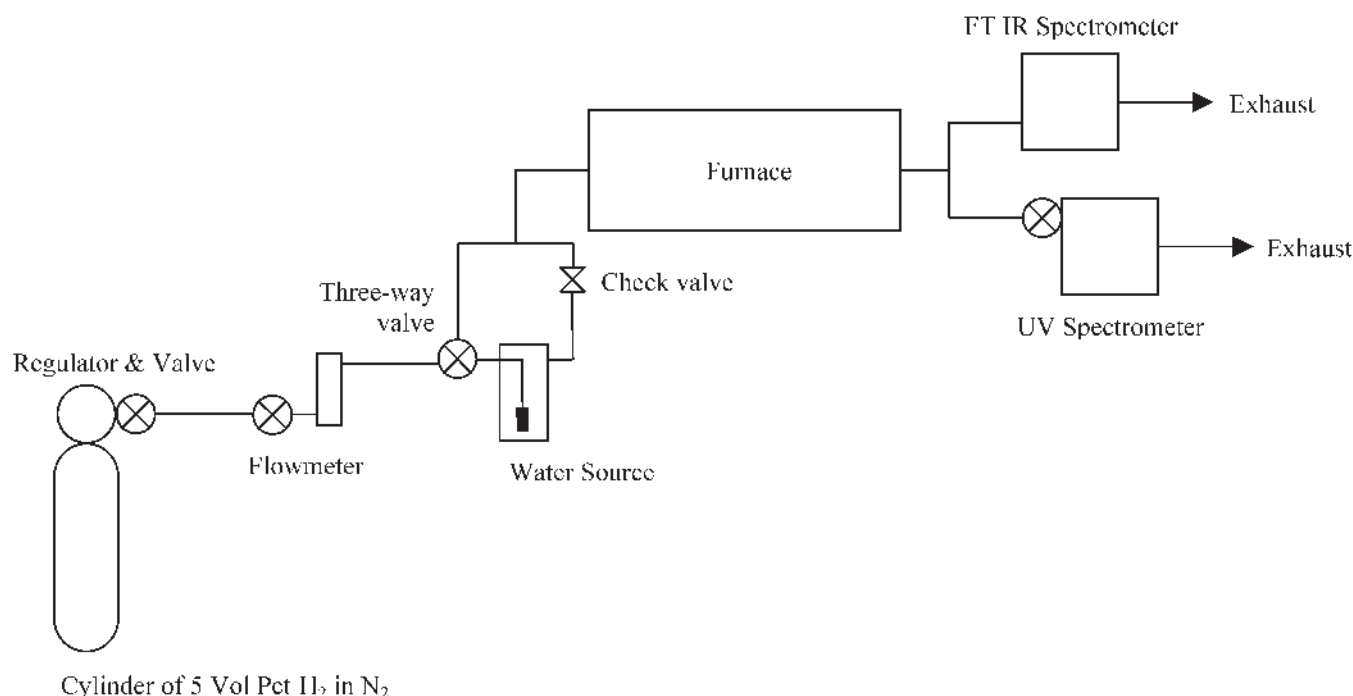 FT IR Spectrometer
Exhaust
Furnace
Exhaust
Check valve
Three-way
valve
UV Spectrometer
Regulator & Valve
Flowmeter
Water Source
Cylinder of 5 Vol Pct H₂ in N₂